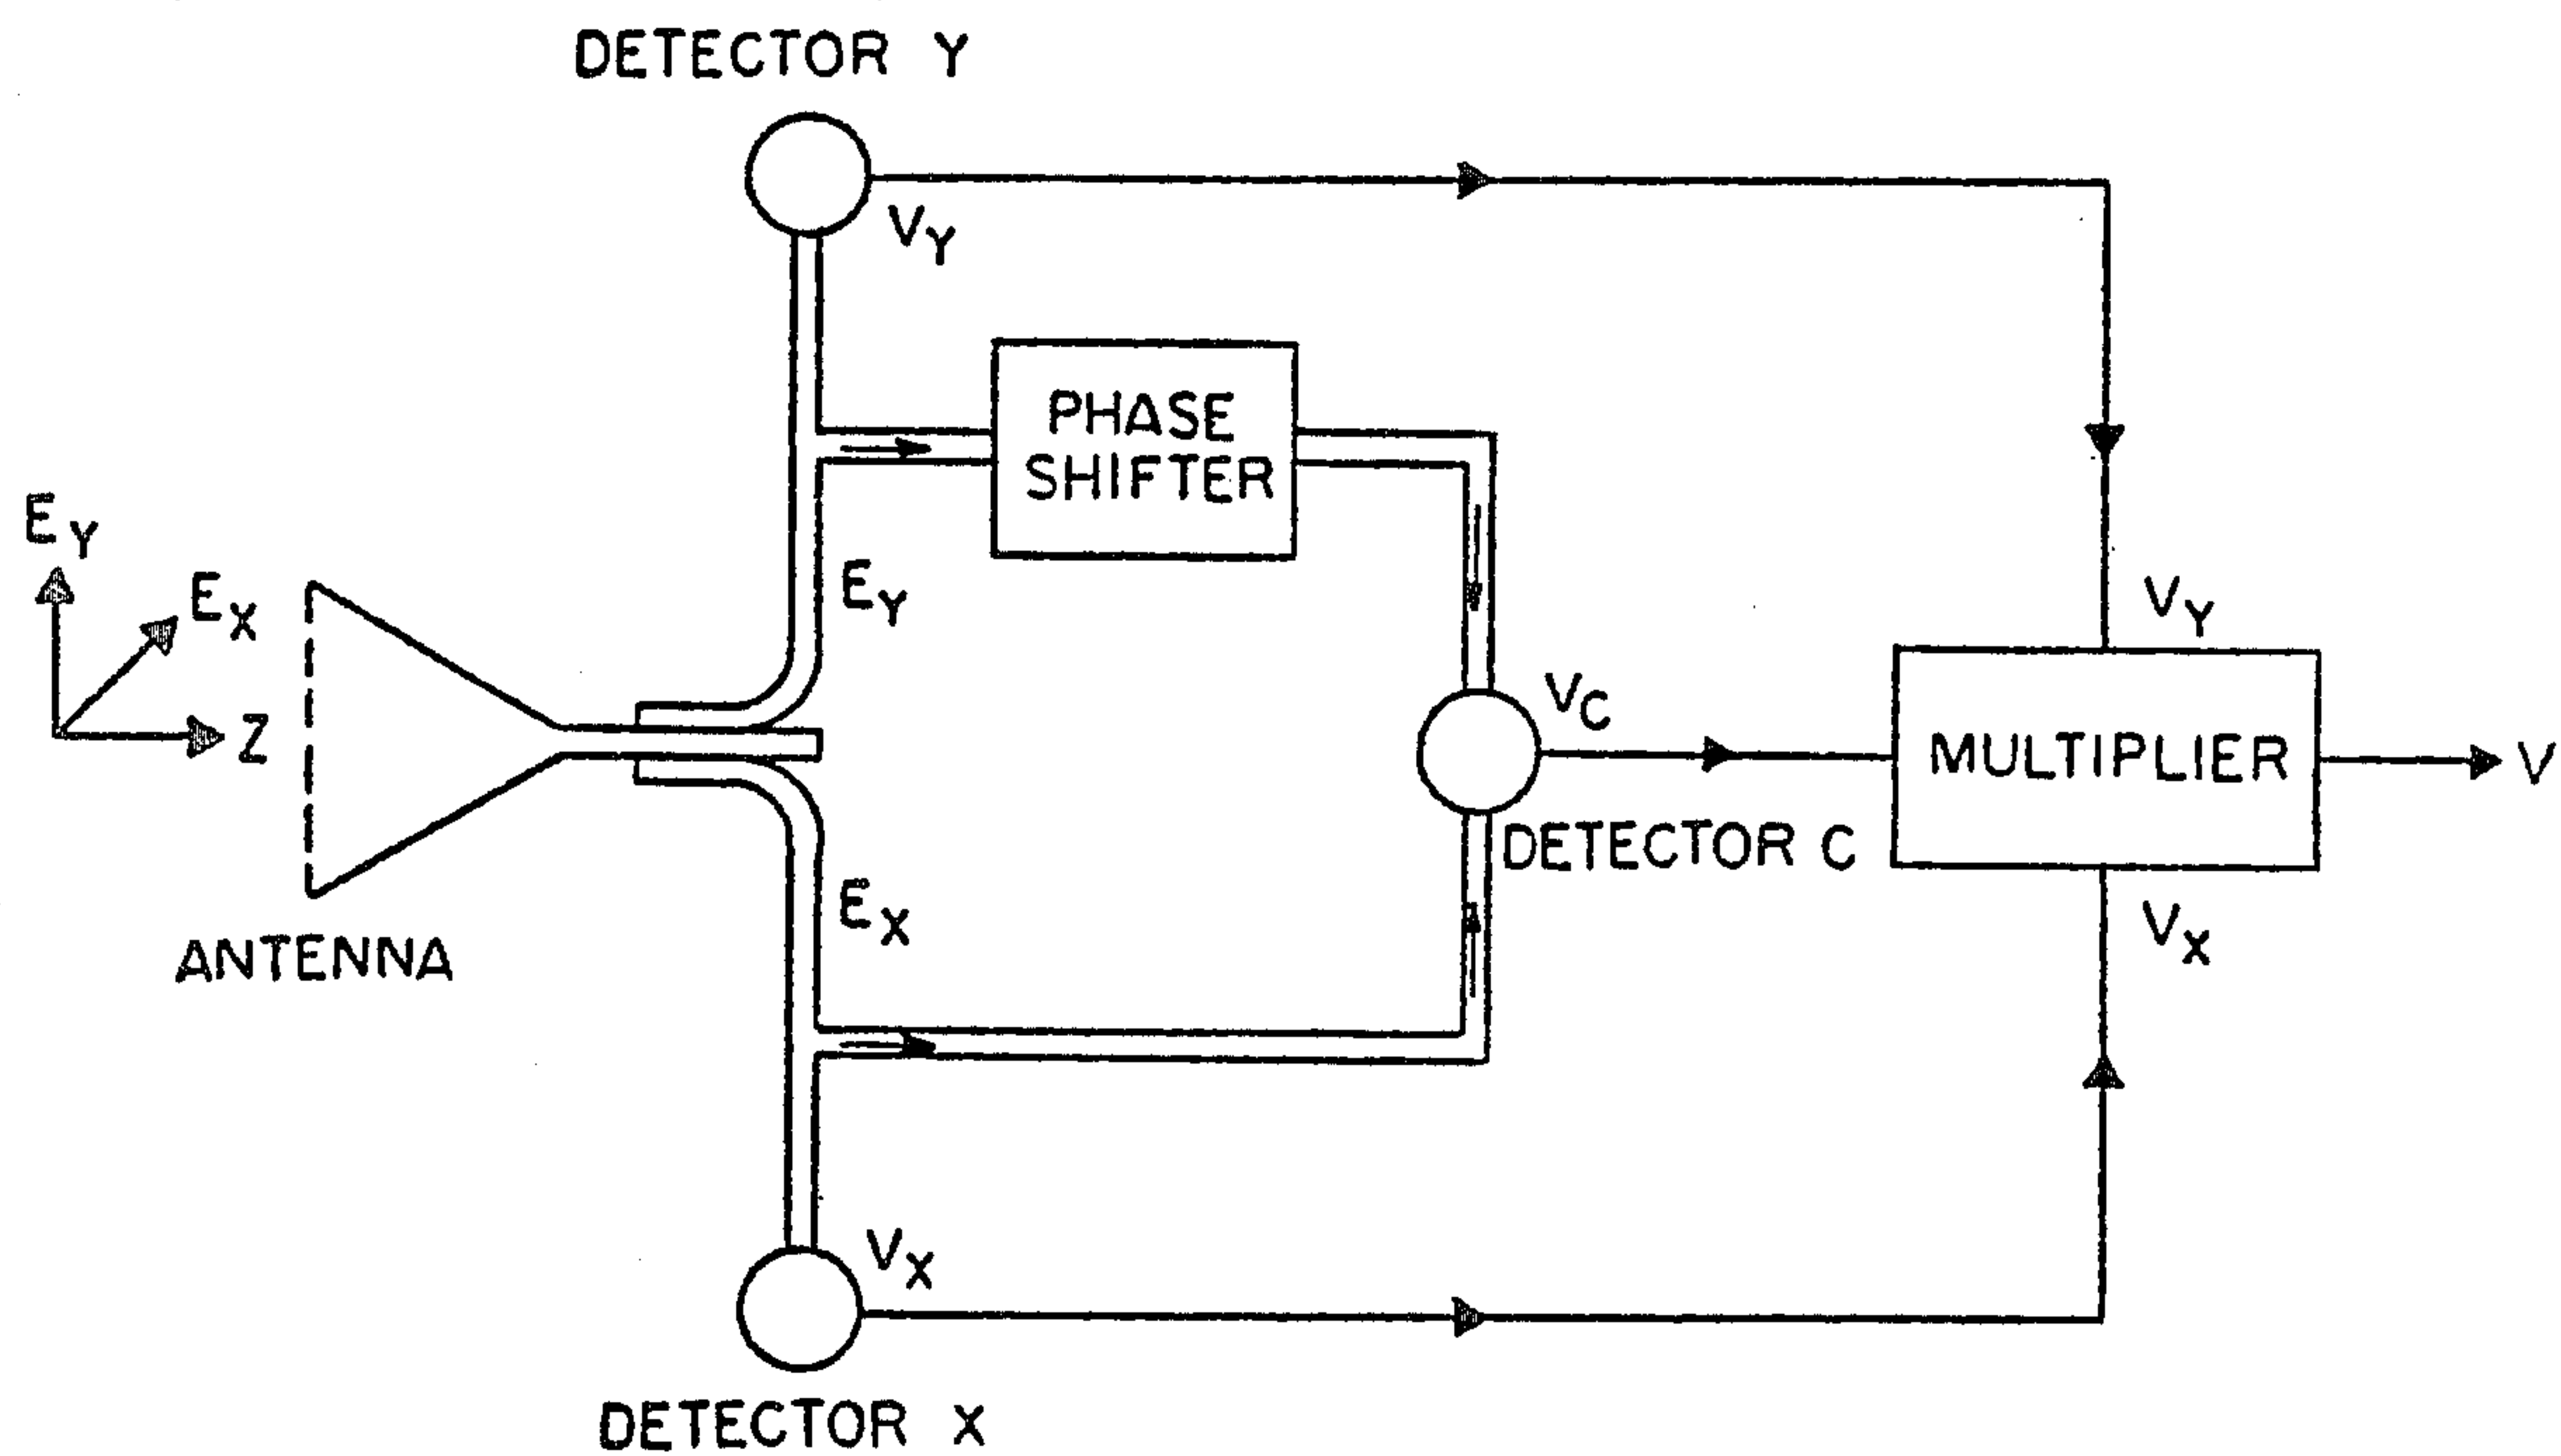 DETECTOR Y
VY
PHASE
SHIFTER
EY
EX
Z
EY
VY
VC
MULTIPLIER
V
DETECTOR C
EX
VX
ANTENNA
VX
DETECTOR X